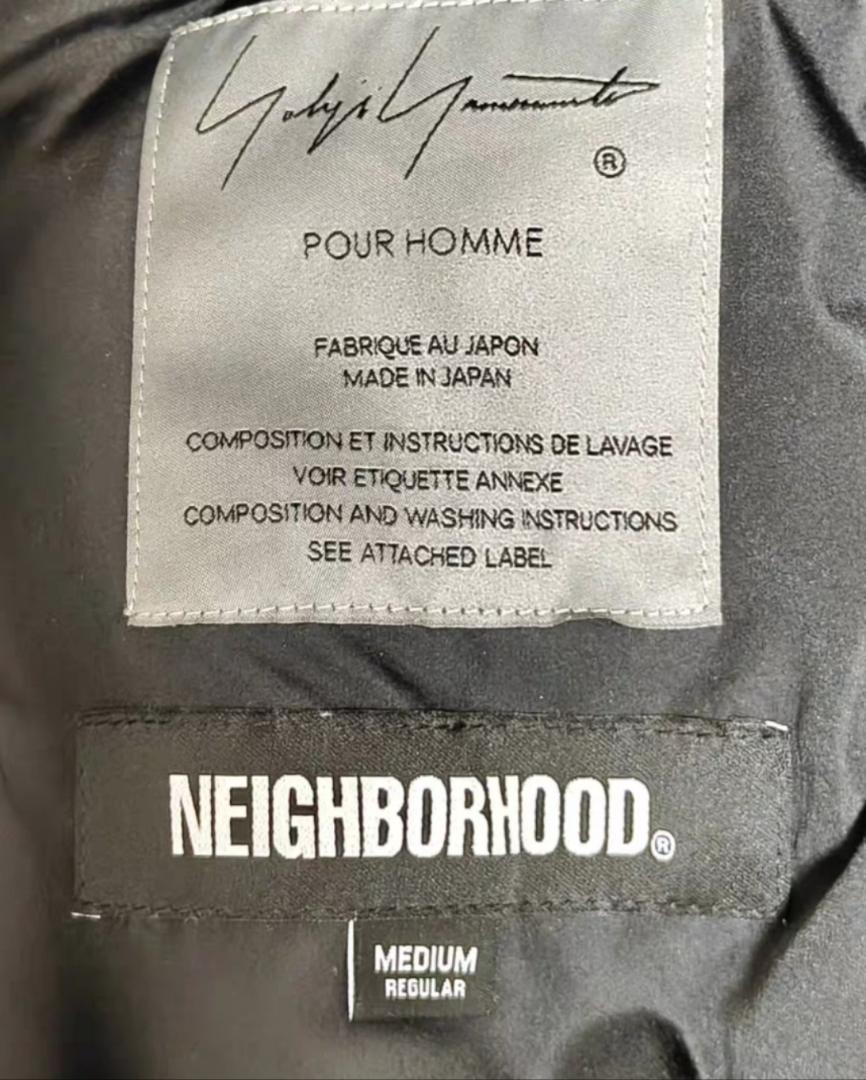 Yohji Yamamoto
®
POUR HOMME
FABRIQUE AU JAPON
MADE IN JAPAN
COMPOSITION ET INSTRUCTIONS DE LAVAGE
VOIR ETIQUETTE ANNEXE
COMPOSITION AND WASHING INSTRUCTIONS
SEE ATTACHED LABEL
NEIGHBORHOOD®
MEDIUM
REGULAR